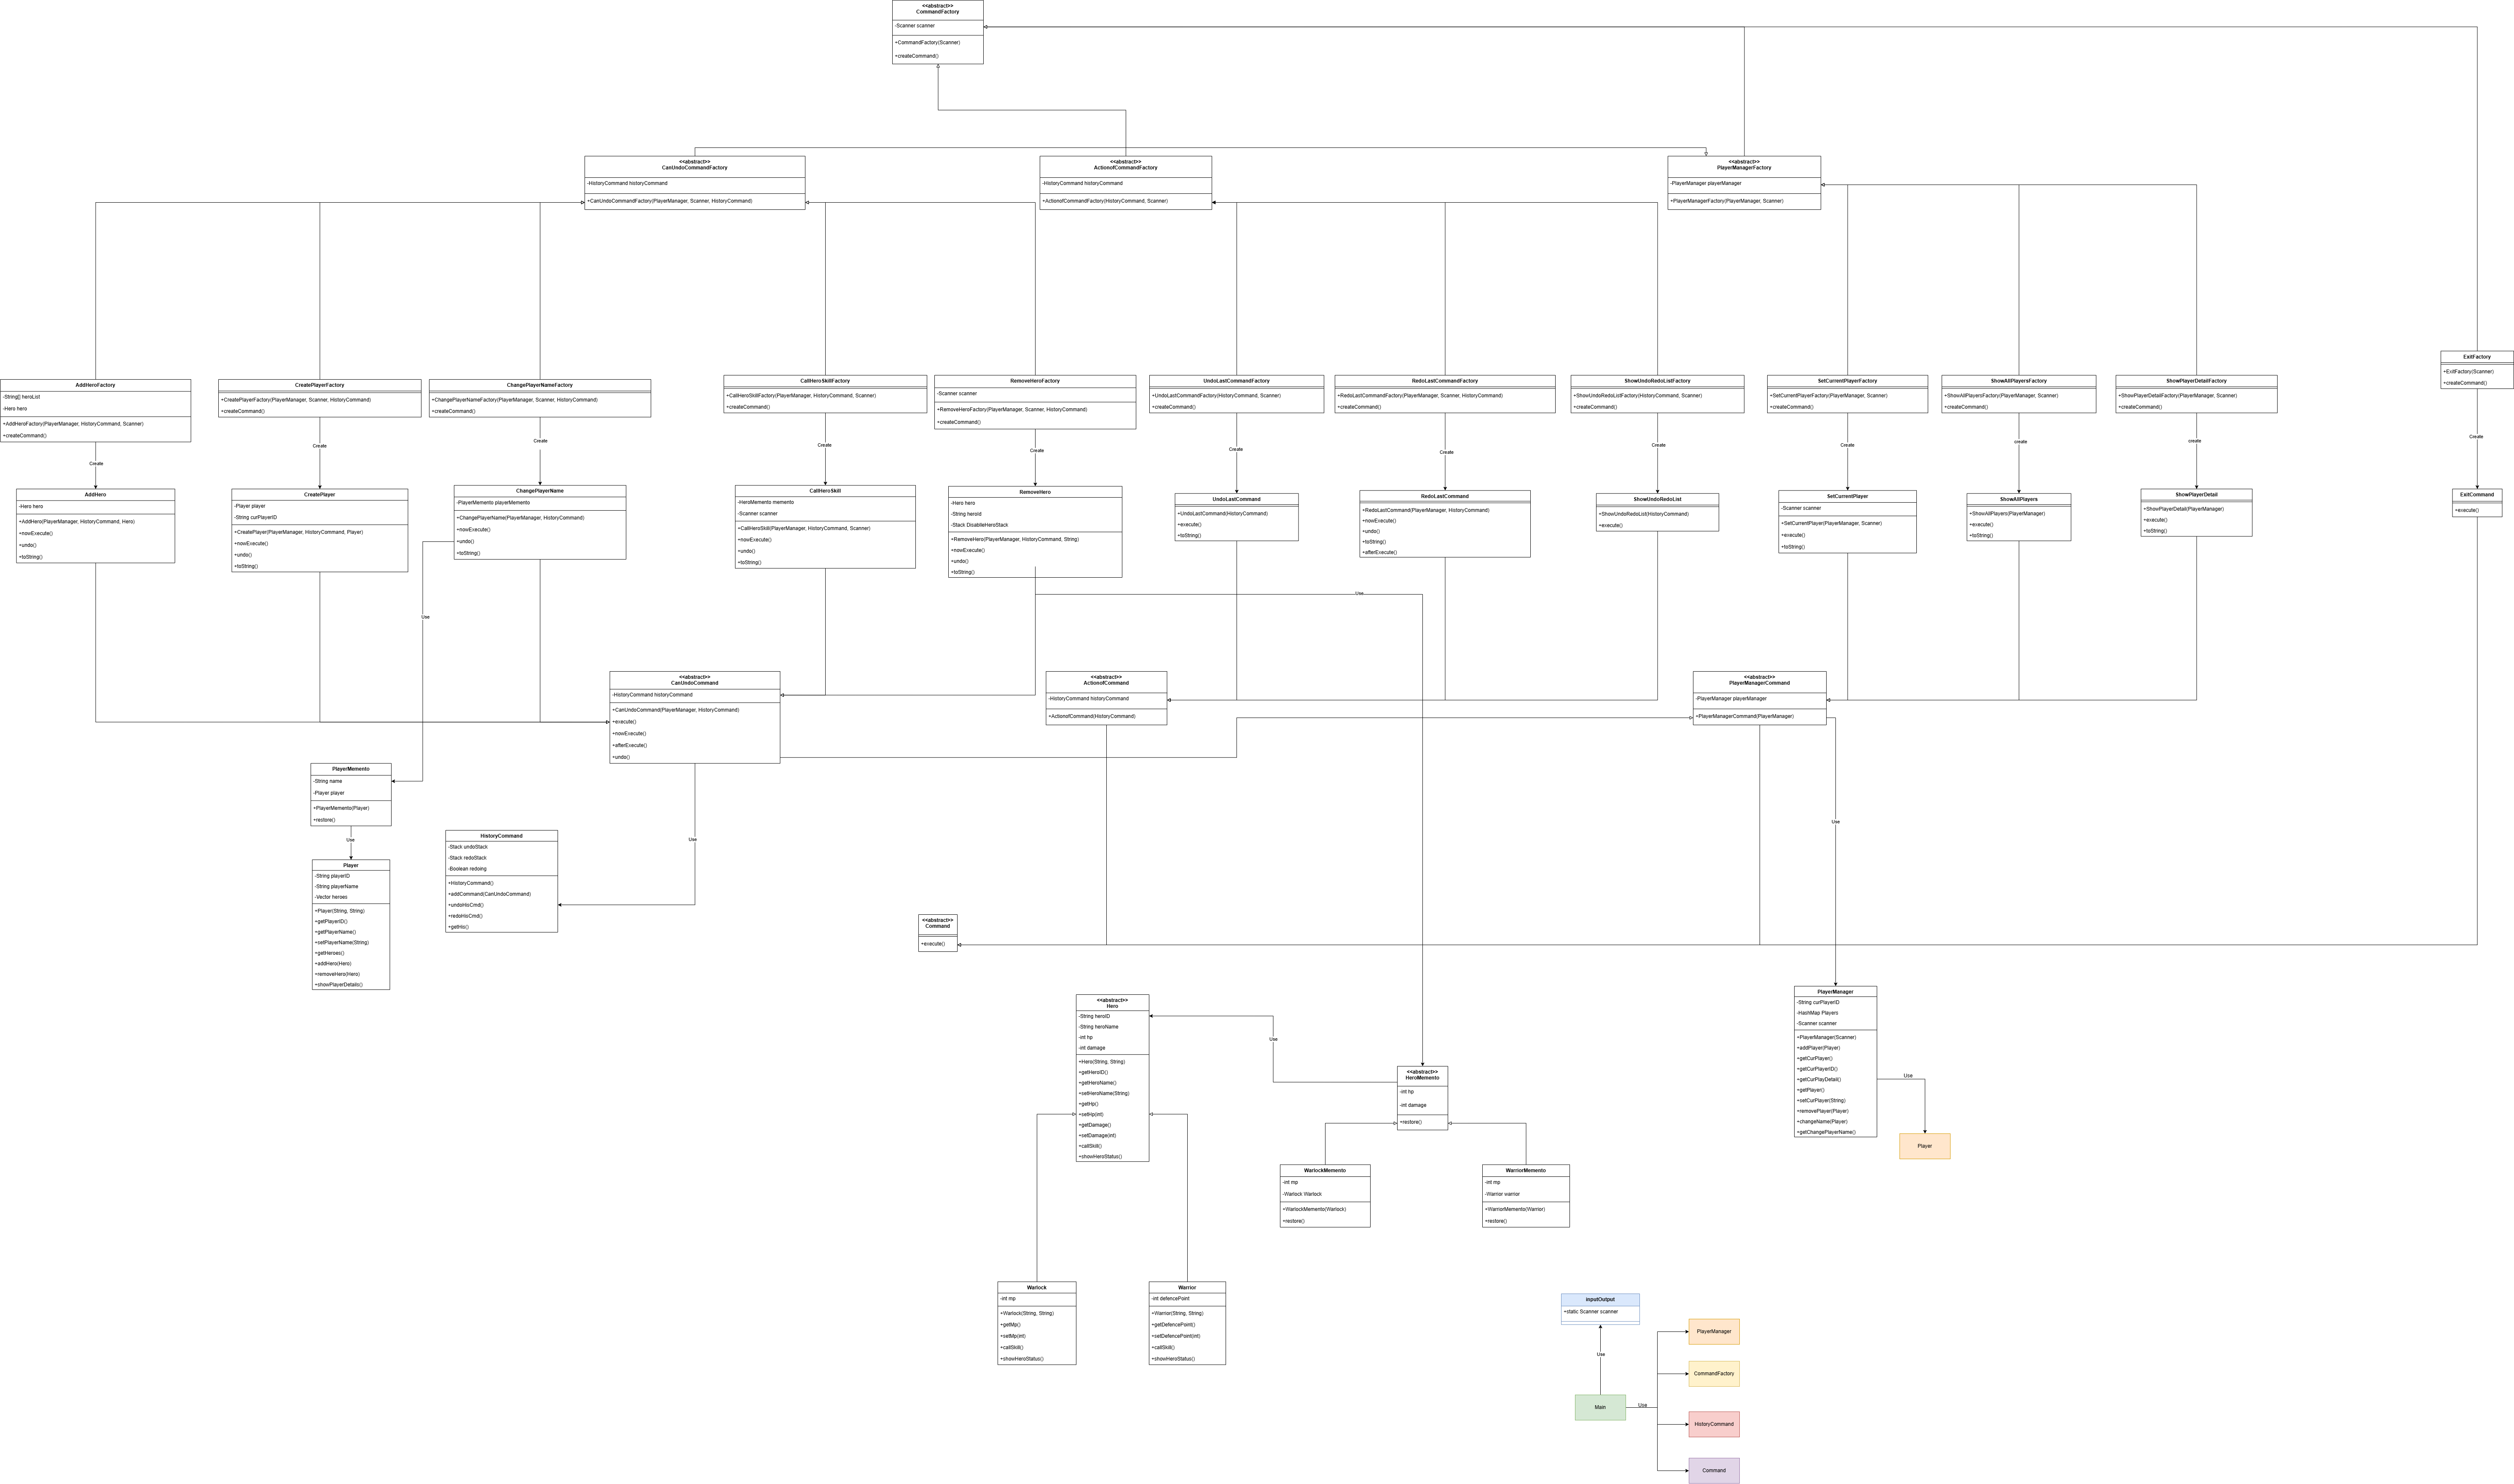 <<abstract>>
CommandFactory
-Scanner scanner
+CommandFactory(Scanner)
+createCommand()
<<abstract>>
CanUndoCommandFactory
-HistoryCommand historyCommand
+CanUndoCommandFactory(PlayerManager, Scanner, HistoryCommand)
<<abstract>>
ActionofCommandFactory
-HistoryCommand historyCommand
+ActionofCommandFactory(HistoryCommand, Scanner)
<<abstract>>
PlayerManagerFactory
-PlayerManager playerManager
+PlayerManagerFactory(PlayerManager, Scanner)
AddHeroFactory
-String[] heroList
-Hero hero
+AddHeroFactory(PlayerManager, HistoryCommand, Scanner)
+createCommand()
CreatePlayerFactory
+CreatePlayerFactory(PlayerManager, Scanner, HistoryCommand)
+createCommand()
ChangePlayerNameFactory
+ChangePlayerNameFactory(PlayerManager, Scanner, HistoryCommand)
+createCommand()
CallHeroSkillFactory
+CallHeroSkillFactory(PlayerManager, HistoryCommand, Scanner)
+createCommand()
RemoveHeroFactory
-Scanner scanner
+RemoveHeroFactory(PlayerManager, Scanner, HistoryCommand)
+createCommand()
UndoLastCommandFactory
+UndoLastCommandFactory(HistoryCommand, Scanner)
+createCommand()
RedoLastCommandFactory
+RedoLastCommandFactory(PlayerManager, Scanner, HistoryCommand)
+createCommand()
ShowUndoRedoListFactory
+ShowUndoRedoListFactory(HistoryCommand, Scanner)
+createCommand()
SetCurrentPlayerFactory
+SetCurrentPlayerFactory(PlayerManager, Scanner)
+createCommand()
ShowAllPlayersFactory
+ShowAllPlayersFactory(PlayerManager, Scanner)
+createCommand()
ShowPlayerDetailFactory
+ShowPlayerDetailFactory(PlayerManager, Scanner)
+createCommand()
ExitFactory
+ExitFactory(Scanner)
+createCommand()
Create
Create
Create
Create
Create
Create
Create
Create
Create
create
create
Create
AddHero
-Hero hero
+AddHero(PlayerManager, HistoryCommand, Hero)
+nowExecute()
+undo()
+toString()
CreatePlayer
-Player player
-String curPlayerID
+CreatePlayer(PlayerManager, HistoryCommand, Player)
+nowExecute()
+undo()
+toString()
ChangePlayerName
-PlayerMemento playerMemento
+ChangePlayerName(PlayerManager, HistoryCommand)
+nowExecute()
+undo()
+toString()
CallHeroSkill
-HeroMemento memento
-Scanner scanner
+CallHeroSkill(PlayerManager, HistoryCommand, Scanner)
+nowExecute()
+undo()
+toString()
RemoveHero
-Hero hero
-String heroId
-Stack DisableHeroStack
+RemoveHero(PlayerManager, HistoryCommand, String)
+nowExecute()
+undo()
+toString()
UndoLastCommand
+UndoLastCommand(HistoryCommand)
+execute()
+toString()
RedoLastCommand
+RedoLastCommand(PlayerManager, HistoryCommand)
+nowExecute()
+undo()
+toString()
+afterExecute()
ShowUndoRedoList
+ShowUndoRedoList(HistoryCommand)
+execute()
SetCurrentPlayer
-Scanner scanner
+SetCurrentPlayer(PlayerManager, Scanner)
+execute()
+toString()
ShowAllPlayers
+ShowAllPlayers(PlayerManager)
+execute()
+toString()
ShowPlayerDetail
+ShowPlayerDetail(PlayerManager)
+execute()
+toString()
ExitCommand
+execute()
Use
Use
<<abstract>>
CanUndoCommand
-HistoryCommand historyCommand
+CanUndoCommand(PlayerManager, HistoryCommand)
+execute()
+nowExecute()
+afterExecute()
+undo()
<<abstract>>
ActionofCommand
-HistoryCommand historyCommand
+ActionofCommand(HistoryCommand)
<<abstract>>
PlayerManagerCommand
-PlayerManager playerManager
+PlayerManagerCommand(PlayerManager)
PlayerMemento
-String name
-Player player
+PlayerMemento(Player)
+restore()
Use
Use
Use
HistoryCommand
-Stack undoStack
-Stack redoStack
-Boolean redoing
+HistoryCommand()
+addCommand(CanUndoCommand)
+undoHisCmd()
+redoHisCmd()
+getHis()
Player
-String playerID
-String playerName
-Vector heroes
+Player(String, String)
+getPlayerID()
+getPlayerName()
+setPlayerName(String)
+getHeroes()
+addHero(Hero)
+removeHero(Hero)
+showPlayerDetails()
<<abstract>>
Command
+execute()
<<abstract>>
Hero
-String heroID
-String heroName
-int hp
-int damage
+Hero(String, String)
+getHeroID()
+getHeroName()
+setHeroName(String)
+getHp()
+setHp(int)
+getDamage()
+setDamage(int)
+callSkill()
+showHeroStatus()
Use
<<abstract>>
HeroMemento
-int hp
-int damage
+restore()
PlayerManager
-String curPlayerID
-HashMap Players
-Scanner scanner
+PlayerManager(Scanner)
+addPlayer(Player)
+getCurPlayer()
+getCurPlayerID()
+getCurPlayDetail()
+getPlayer()
+setCurPlayer(String)
+removePlayer(Player)
+changeName(Player)
+getChangePlayerName()
Use
Player
WarlockMemento
-int mp
-Warlock Warlock
+WarlockMemento(Warlock)
+restore()
WarriorMemento
-int mp
-Warrior warrior
+WarriorMemento(Warrior)
+restore()
Warlock
-int mp
+Warlock(String, String)
+getMp()
+setMp(int)
+callSkill()
+showHeroStatus()
Warrior
-int defencePoint
+Warrior(String, String)
+getDefencePoint()
+setDefencePoint(int)
+callSkill()
+showHeroStatus()
inputOutput
+static Scanner scanner
Use
Main
Use
PlayerManager
CommandFactory
HistoryCommand
Command